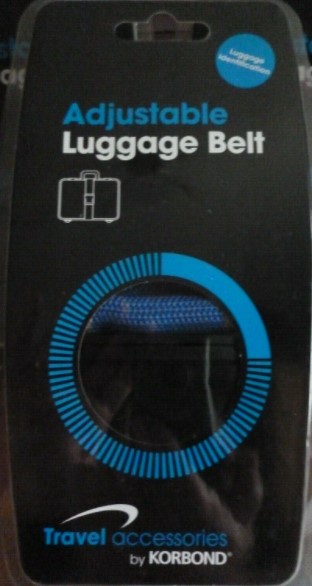 Luggage
Identification
Adjustable
Luggage Belt
Travel accessories
by KORBOND®